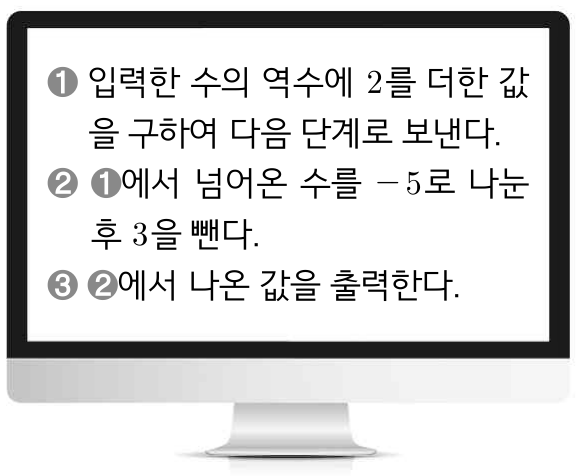 ❶ 입력한 수의 역수에 2를 더한 값
을 구하여 다음 단계로 보낸다.
❷ ❶에서 넘어온 수를 −5로 나눈
후 3을 뺀다.
❸ ❷에서 나온 값을 출력한다.